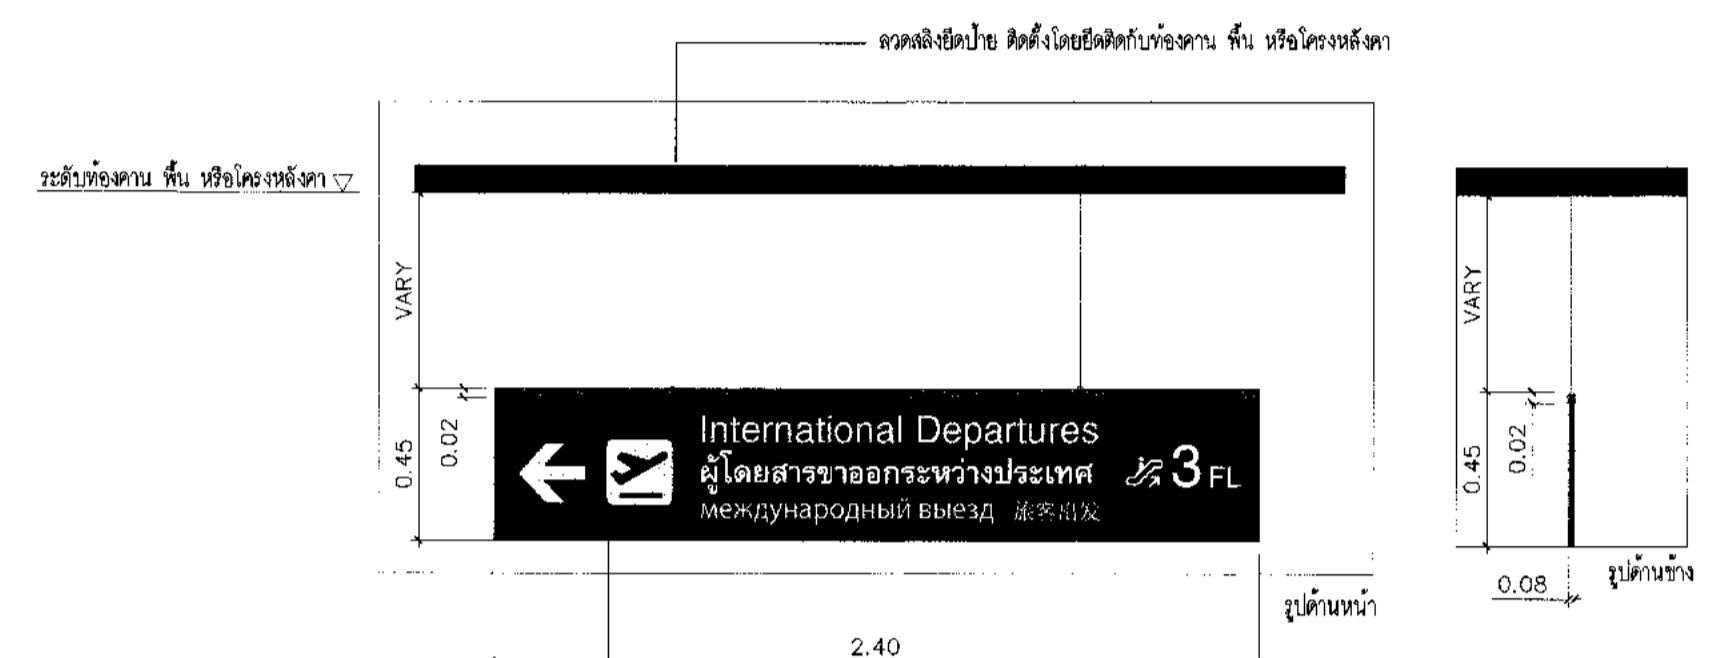 ลวดสลิงยึดป้าย ติดตั้งโดยยึดติดกับท้องคาน พื้น หรือโครงหลังคา
ระดับท้องคาน พื้น หรือโครงหลังคา
VARY
VARY
0.45
0.02
International Departures
ผู้โดยสารขาออกระหว่างประเทศ
международный выезд 旅客出发
3 FL
0.45
0.02
0.08
รูปด้านข้าง
รูปด้านหน้า
2.40